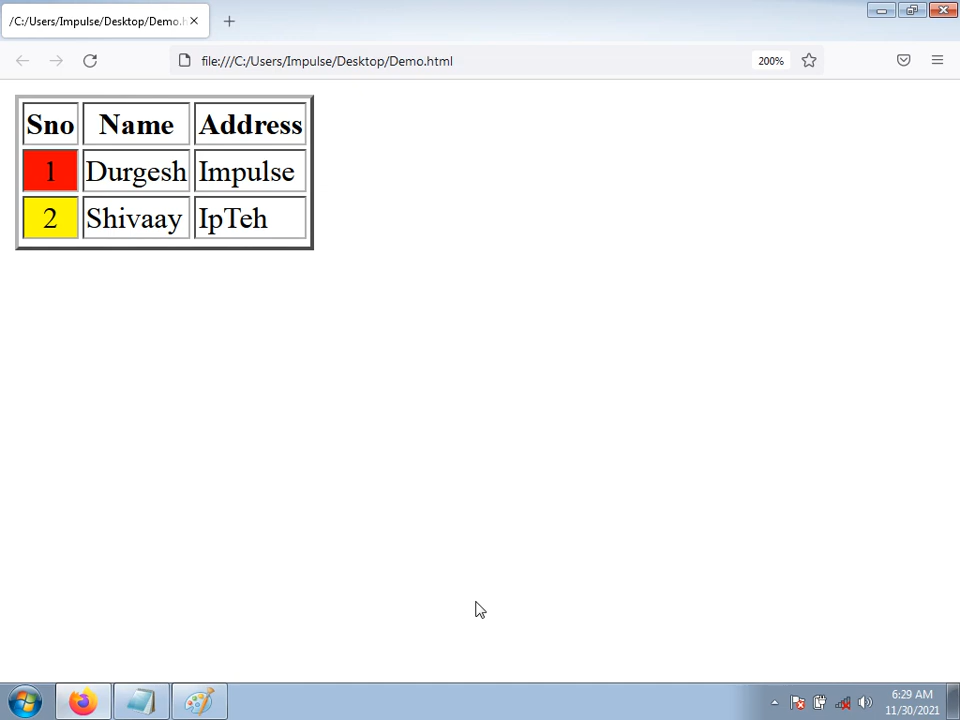 /C:/Users/Impulse/Desktop/Demo.h
file:///C:/Users/Impulse/Desktop/Demo.html 200%
Sno Name Address
1 Durgesh Impulse
2 Shivaay IpTeh
6:29 AM
11/30/2021